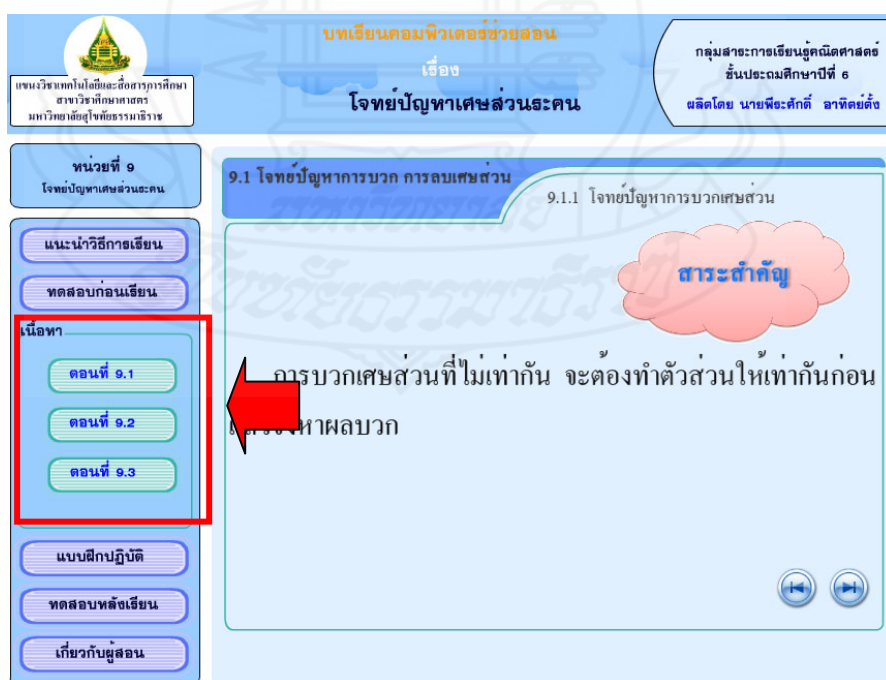 แขนงวิชาเทคโนโลยีและสื่อสารการศึกษา
สาขาวิชาศึกษาศาสตร
มหาวิทยาลัยสุโขทัยธรรมาธิราช
บทเรียนคอมพิวเตอร์ช่วยสอน
เรื่อง
โจทย์ปัญหาเศษส่วนระคน
กลุ่มสาระการเรียนรู้คณิตศาสตร์
ชั้นประถมศึกษาปีที่ 6
ผลิตโดย นายพีระศักดิ์ อาทิตย์ตั้ง
หน่วยที่ 9
โจทย์ปัญหาเศษส่วนระคน
แนะนำวิธีการเรียน
ทดสอบก่อนเรียน
เนื้อหา
ตอนที่ 9.1
ตอนที่ 9.2
ตอนที่ 9.3
แบบฝึกปฏิบัติ
ทดสอบหลังเรียน
เกี่ยวกับผู้สอน
9.1 โจทย์ปัญหาการบวก การลบเศษส่วน
9.1.1 โจทย์ปัญหาการบวกเศษส่วน
สาระสำคัญ
การบวกเศษส่วนที่ไม่เท่ากัน จะต้องทำตัวส่วนให้เท่ากันก่อน
หาผลบวก